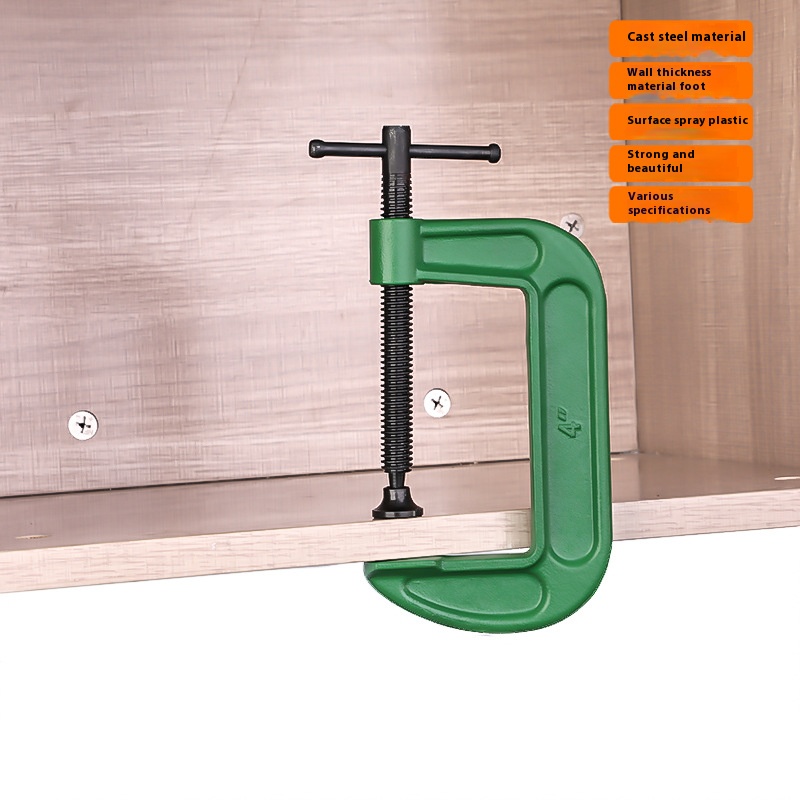 Cast steel material
Wall thickness
material foot
Surface spray plastic
Strong and
beautiful
Various
specifications
4"